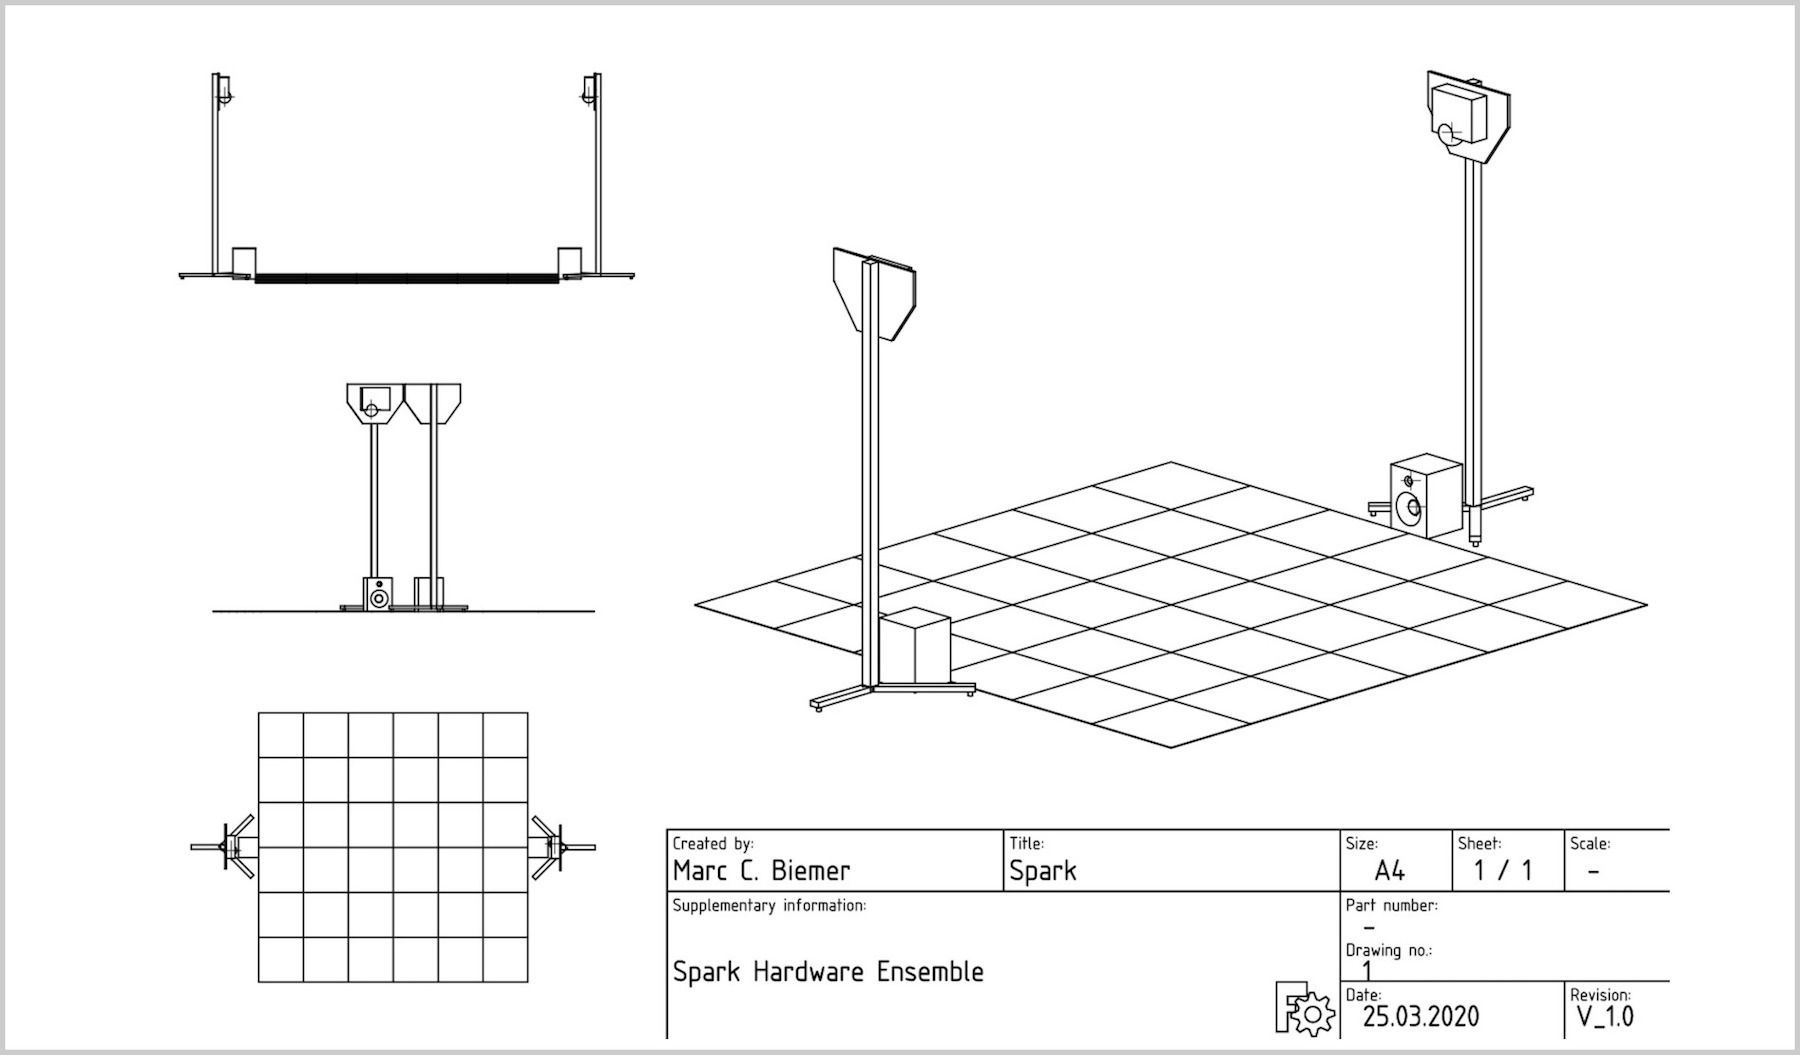 Created by:
Marc C. Biemer
Title:
Spark
Size:
A4
Sheet:
1 / 1
Scale:
-
Supplementary information:
Spark Hardware Ensemble
Part number:
-
Drawing no.:
1
Date:
25.03.2020
Revision:
V_1.0